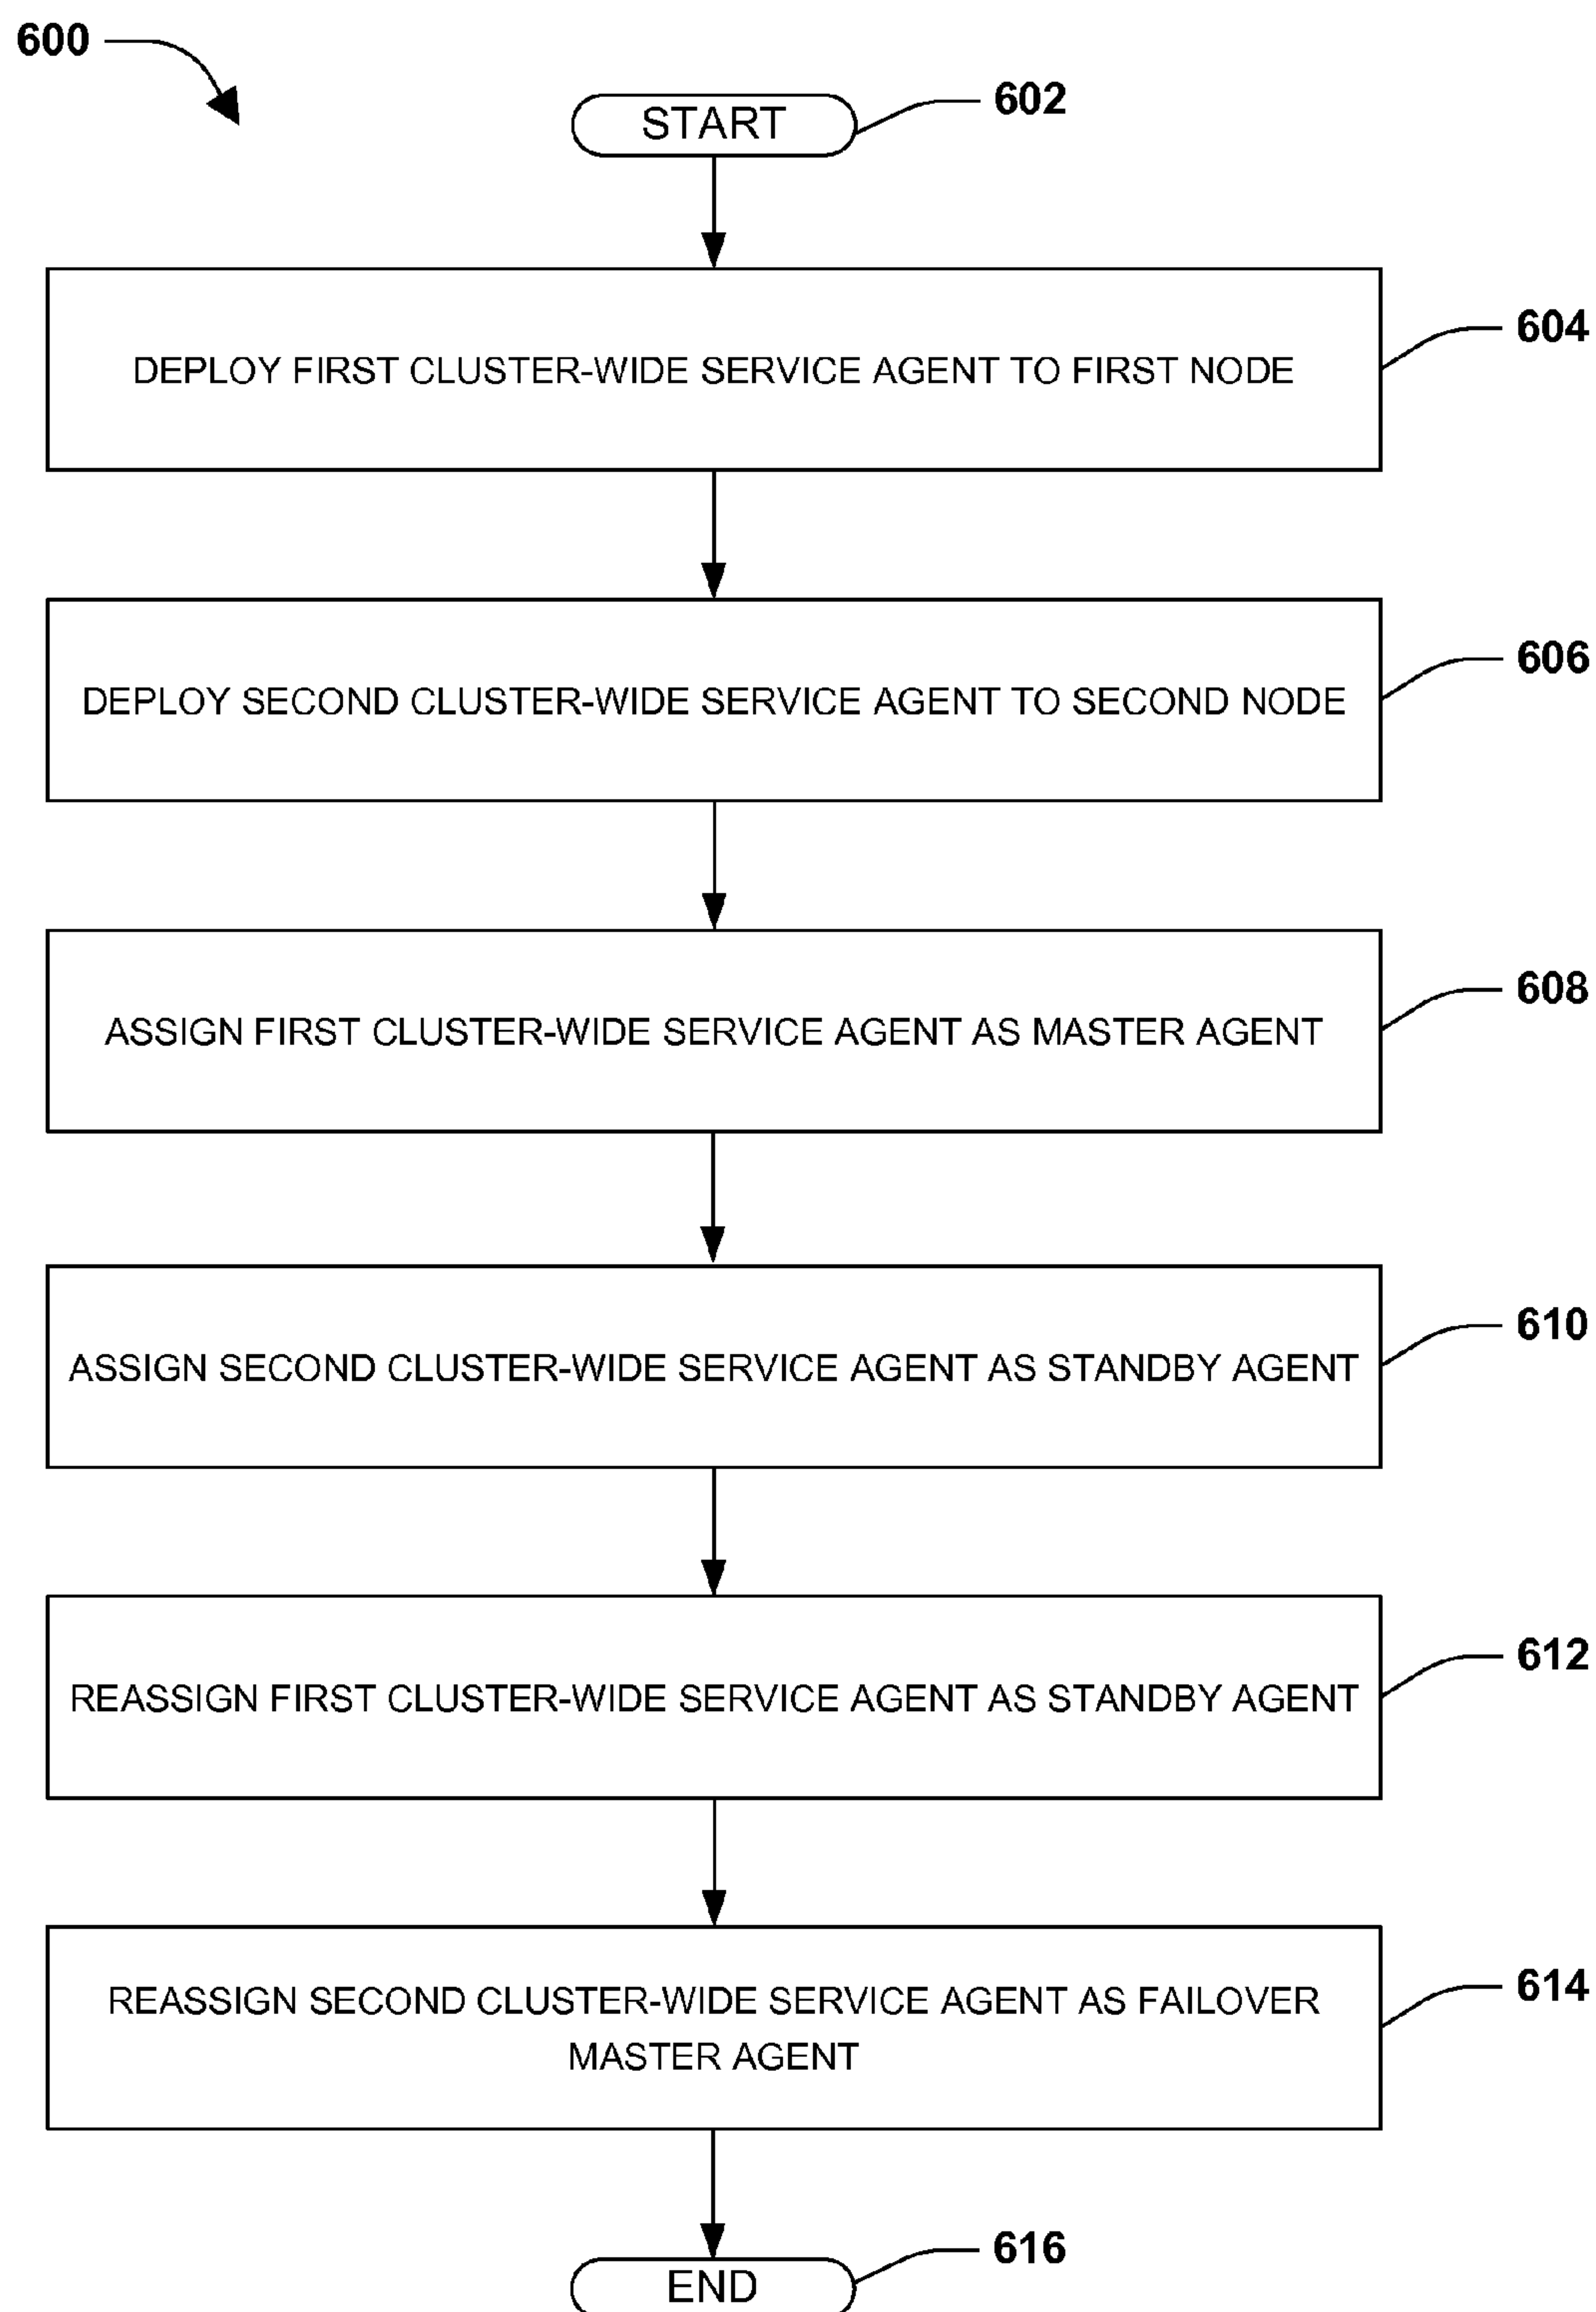 600
START
602
DEPLOY FIRST CLUSTER-WIDE SERVICE AGENT TO FIRST NODE
604
DEPLOY SECOND CLUSTER-WIDE SERVICE AGENT TO SECOND NODE
606
ASSIGN FIRST CLUSTER-WIDE SERVICE AGENT AS MASTER AGENT
608
ASSIGN SECOND CLUSTER-WIDE SERVICE AGENT AS STANDBY AGENT
610
REASSIGN FIRST CLUSTER-WIDE SERVICE AGENT AS STANDBY AGENT
612
REASSIGN SECOND CLUSTER-WIDE SERVICE AGENT AS FAILOVER
MASTER AGENT
614
END
616